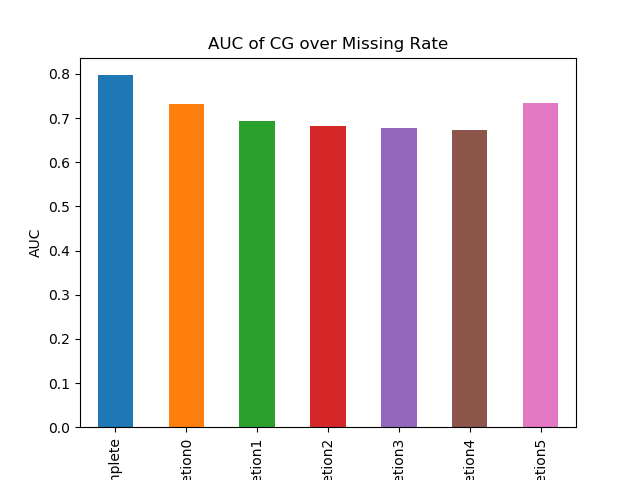 AUC of CG over Missing Rate
AUC
0.8
0.7
0.6
0.5
0.4
0.3
0.2
0.1
0.0
nplete
etion0
etion1
etion2
etion3
etion4
etion5